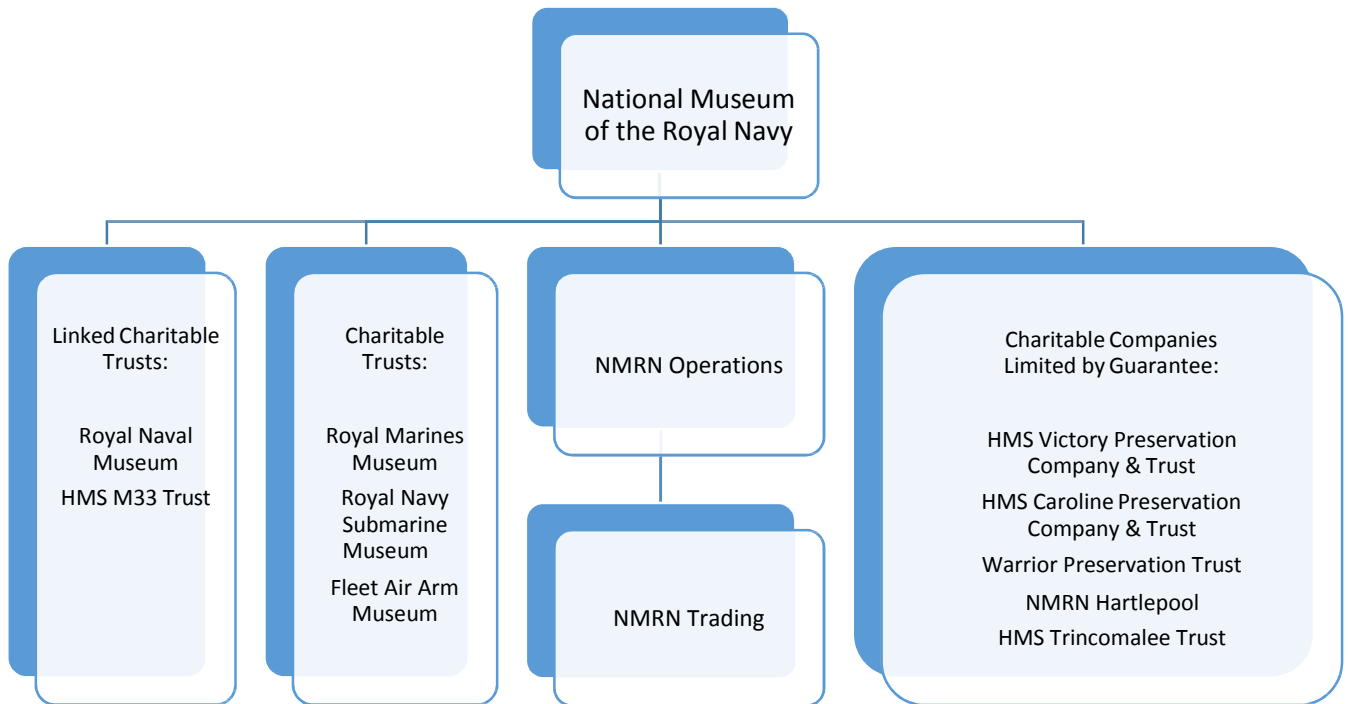 National Museum
of the Royal Navy
Linked Charitable
Trusts:
Royal Naval
Museum
HMS M33 Trust
Charitable
Trusts:
Royal Marines
Museum
Royal Navy
Submarine
Museum
Fleet Air Arm
Museum
NMRN Operations
NMRN Trading
Charitable Companies
Limited by Guarantee:
HMS Victory Preservation
Company & Trust
HMS Caroline Preservation
Company & Trust
Warrior Preservation Trust
NMRN Hartlepool
HMS Trincomalee Trust